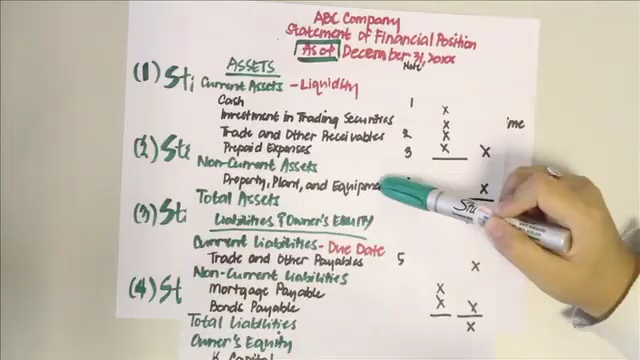 ABC Company
Statement of Financial Position
As of December 31, 20xx
Note
ASSETS
(1) St
Current Assets - Liquidity
Cash 1 x
Investment in Trading Securities x
Trade and Other Receivables 2 x
Prepaid Expenses 3 x x
(2) St
Non-Current Assets
Property, Plant, and Equipme x
Total Assets
(3) St
Liabilities & Owner's Equity
Current Liabilities - Due Date
Trade and Other Payables 5 x
Non-Current Liabilities
(4) St
Mortgage Payable x
Bonds Payable x x
Total Liabilities x
Owner's Equity
K, Capital